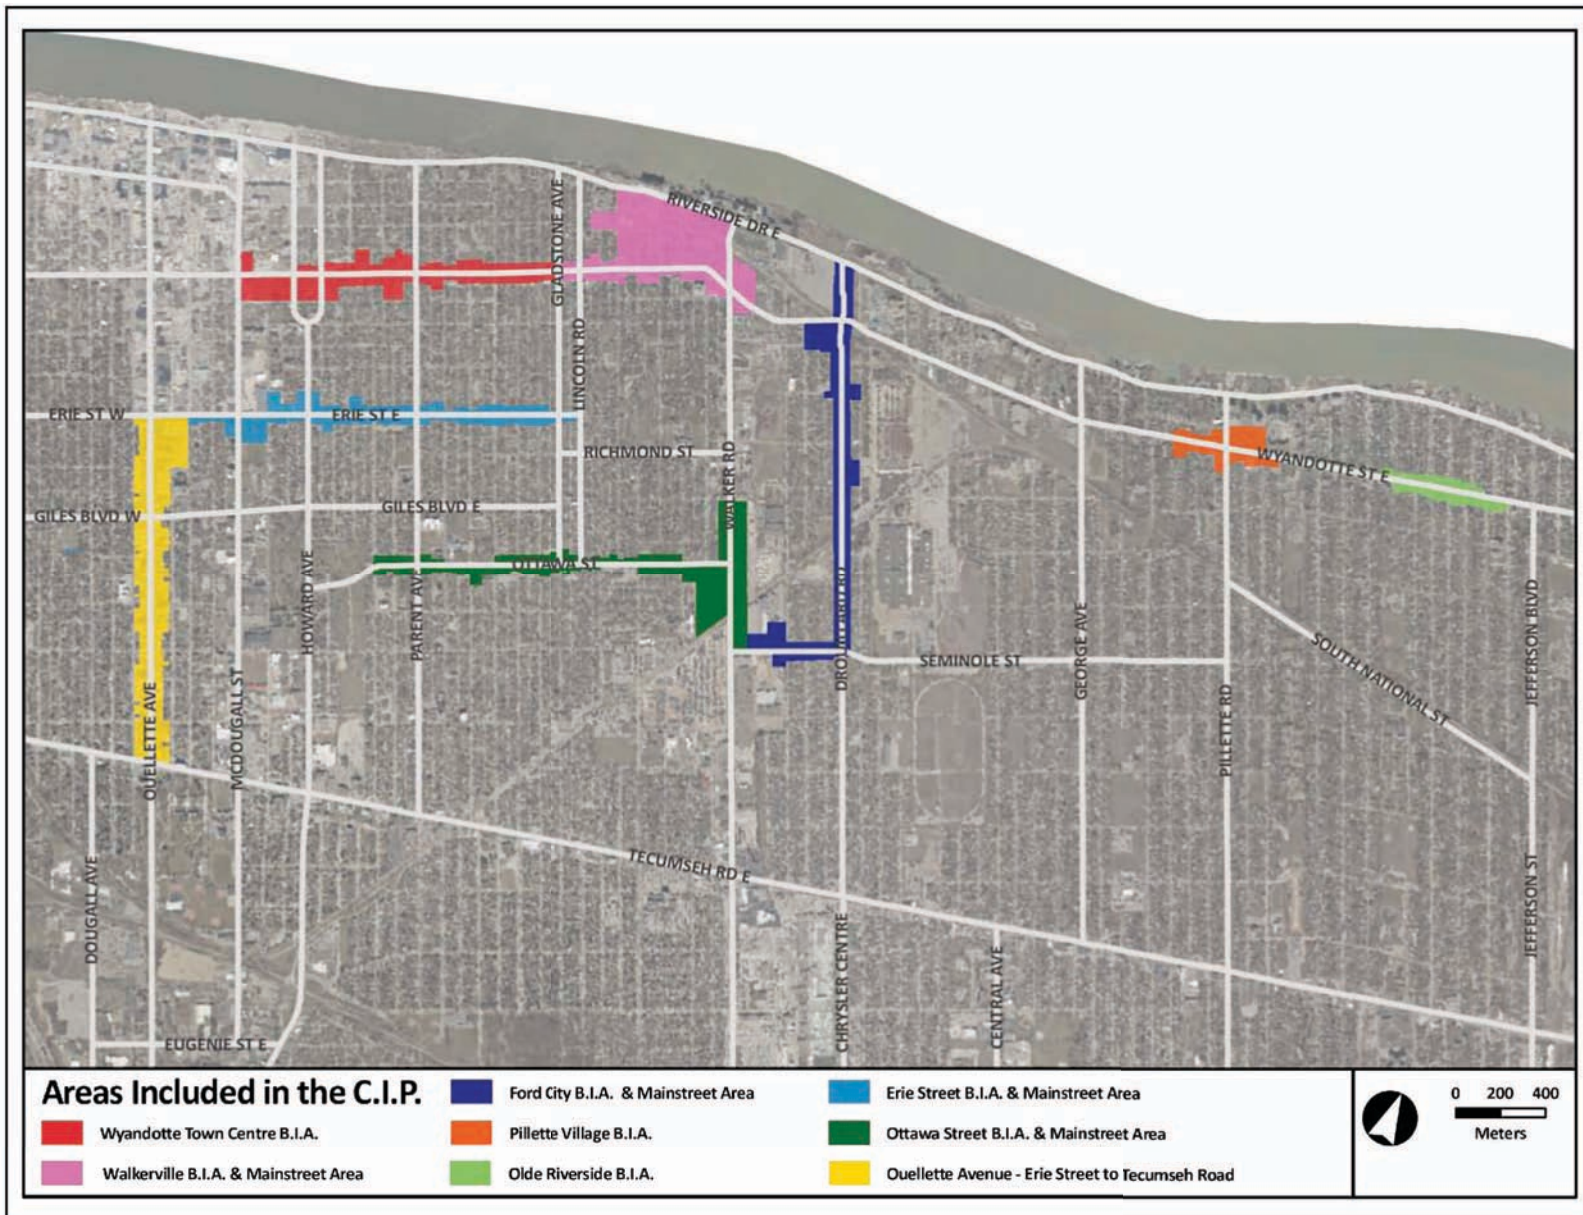 RIVERSIDE DR E
GLADSTONE AVE
LINCOLN RD
ERIE ST W
ERIE ST E
RICHMOND ST
WALKER RD
WYANDOTTE ST E
GILES BLVD W
GILES BLVD E
OTTAWA ST
HOWARD AVE
PARENT AVE
DROUILLARD RD
SEMINOLE ST
GEORGE AVE
SOUTH NATIONAL ST
JEFFERSON BLVD
OUELLETTE AVE
MCDOUGALL ST
PILLETTE RD
TECUMSEH RD E
DOUGALL AVE
CHRYSLER CENTRE
CENTRAL AVE
JEFFERSON ST
EUGENIE ST E
Areas Included in the C.I.P.
Wyandotte Town Centre B.I.A.
Walkerville B.I.A. & Mainstreet Area
Ford City B.I.A. & Mainstreet Area
Pillette Village B.I.A.
Olde Riverside B.I.A.
Erie Street B.I.A. & Mainstreet Area
Ottawa Street B.I.A. & Mainstreet Area
Ouellette Avenue - Erie Street to Tecumseh Road
0 200 400
Meters